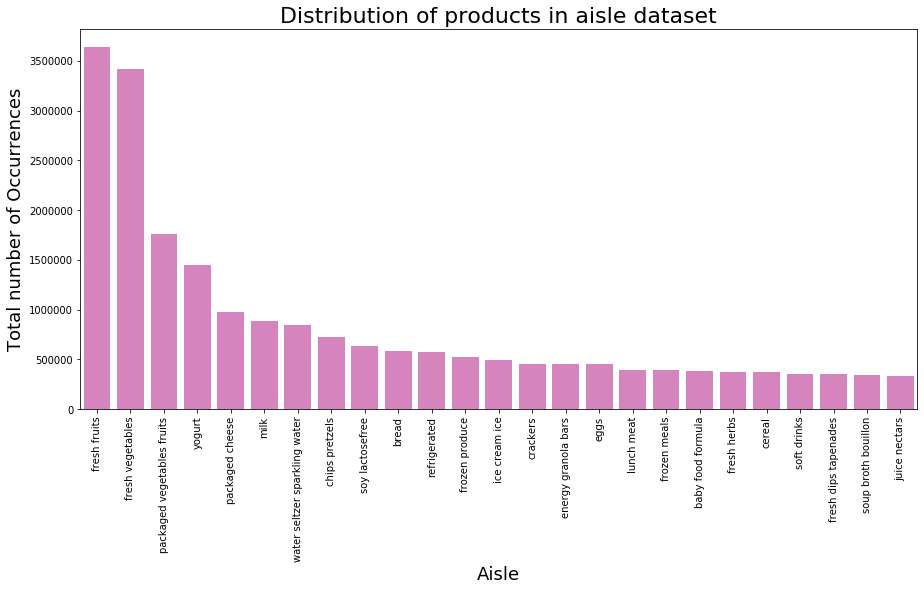 Distribution of products in aisle dataset
Total number of Occurrences
3500000
3000000
2500000
2000000
1500000
1000000
500000
0
fresh fruits
fresh vegetables
packaged vegetables fruits
yogurt
packaged cheese
milk
water seltzer sparkling water
chips pretzels
soy lactosefree
bread
refrigerated
frozen produce
ice cream ice
crackers
energy granola bars
eggs
lunch meat
frozen meals
baby food formula
fresh herbs
cereal
soft drinks
fresh dips tapenades
soup broth bouillon
juice nectars
Aisle